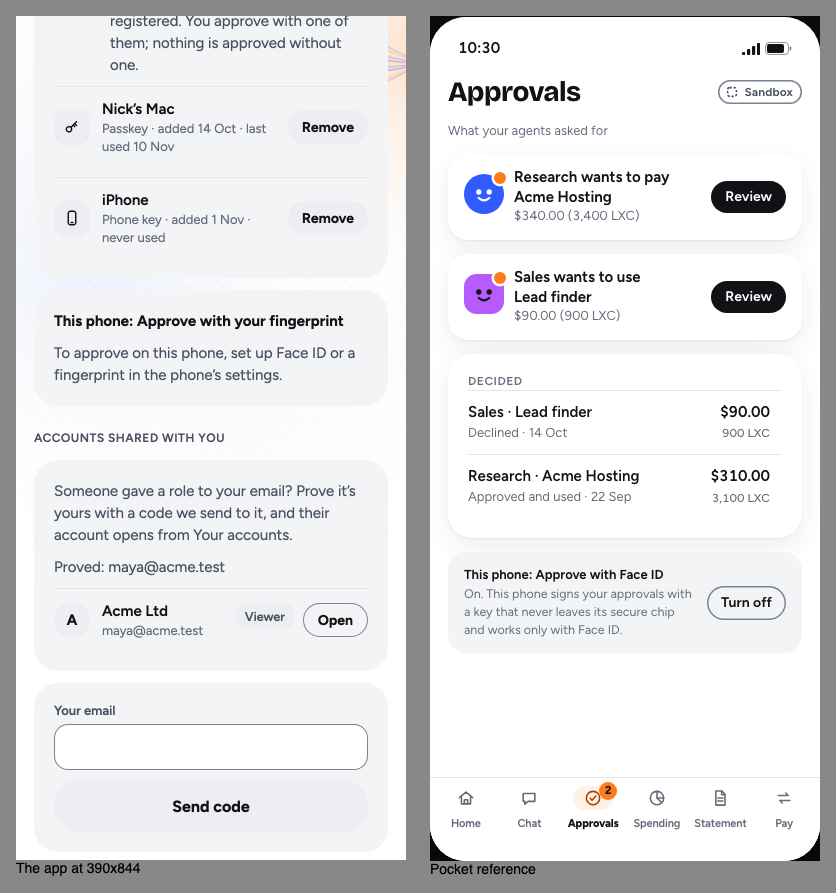 registered. You approve with one of
them; nothing is approved without
one.
Nick’s Mac
Passkey · added 14 Oct · last
used 10 Nov
Remove
iPhone
Phone key · added 1 Nov ·
never used
Remove
This phone: Approve with your fingerprint
To approve on this phone, set up Face ID or a
fingerprint in the phone’s settings.
ACCOUNTS SHARED WITH YOU
Someone gave a role to your email? Prove it’s
yours with a code we send to it, and their
account opens from Your accounts.
Proved: maya@acme.test
A
Acme Ltd
maya@acme.test
Viewer
Open
Your email
Send code
The app at 390x844
10:30
Approvals
Sandbox
What your agents asked for
Research wants to pay
Acme Hosting
$340.00 (3,400 LXC)
Review
Sales wants to use
Lead finder
$90.00 (900 LXC)
Review
DECIDED
Sales · Lead finder
$90.00
Declined · 14 Oct
900 LXC
Research · Acme Hosting
$310.00
Approved and used · 22 Sep
3,100 LXC
This phone: Approve with Face ID
On. This phone signs your approvals with
a key that never leaves its secure chip
and works only with Face ID.
Turn off
2
Home
Chat
Approvals
Spending
Statement
Pay
Pocket reference